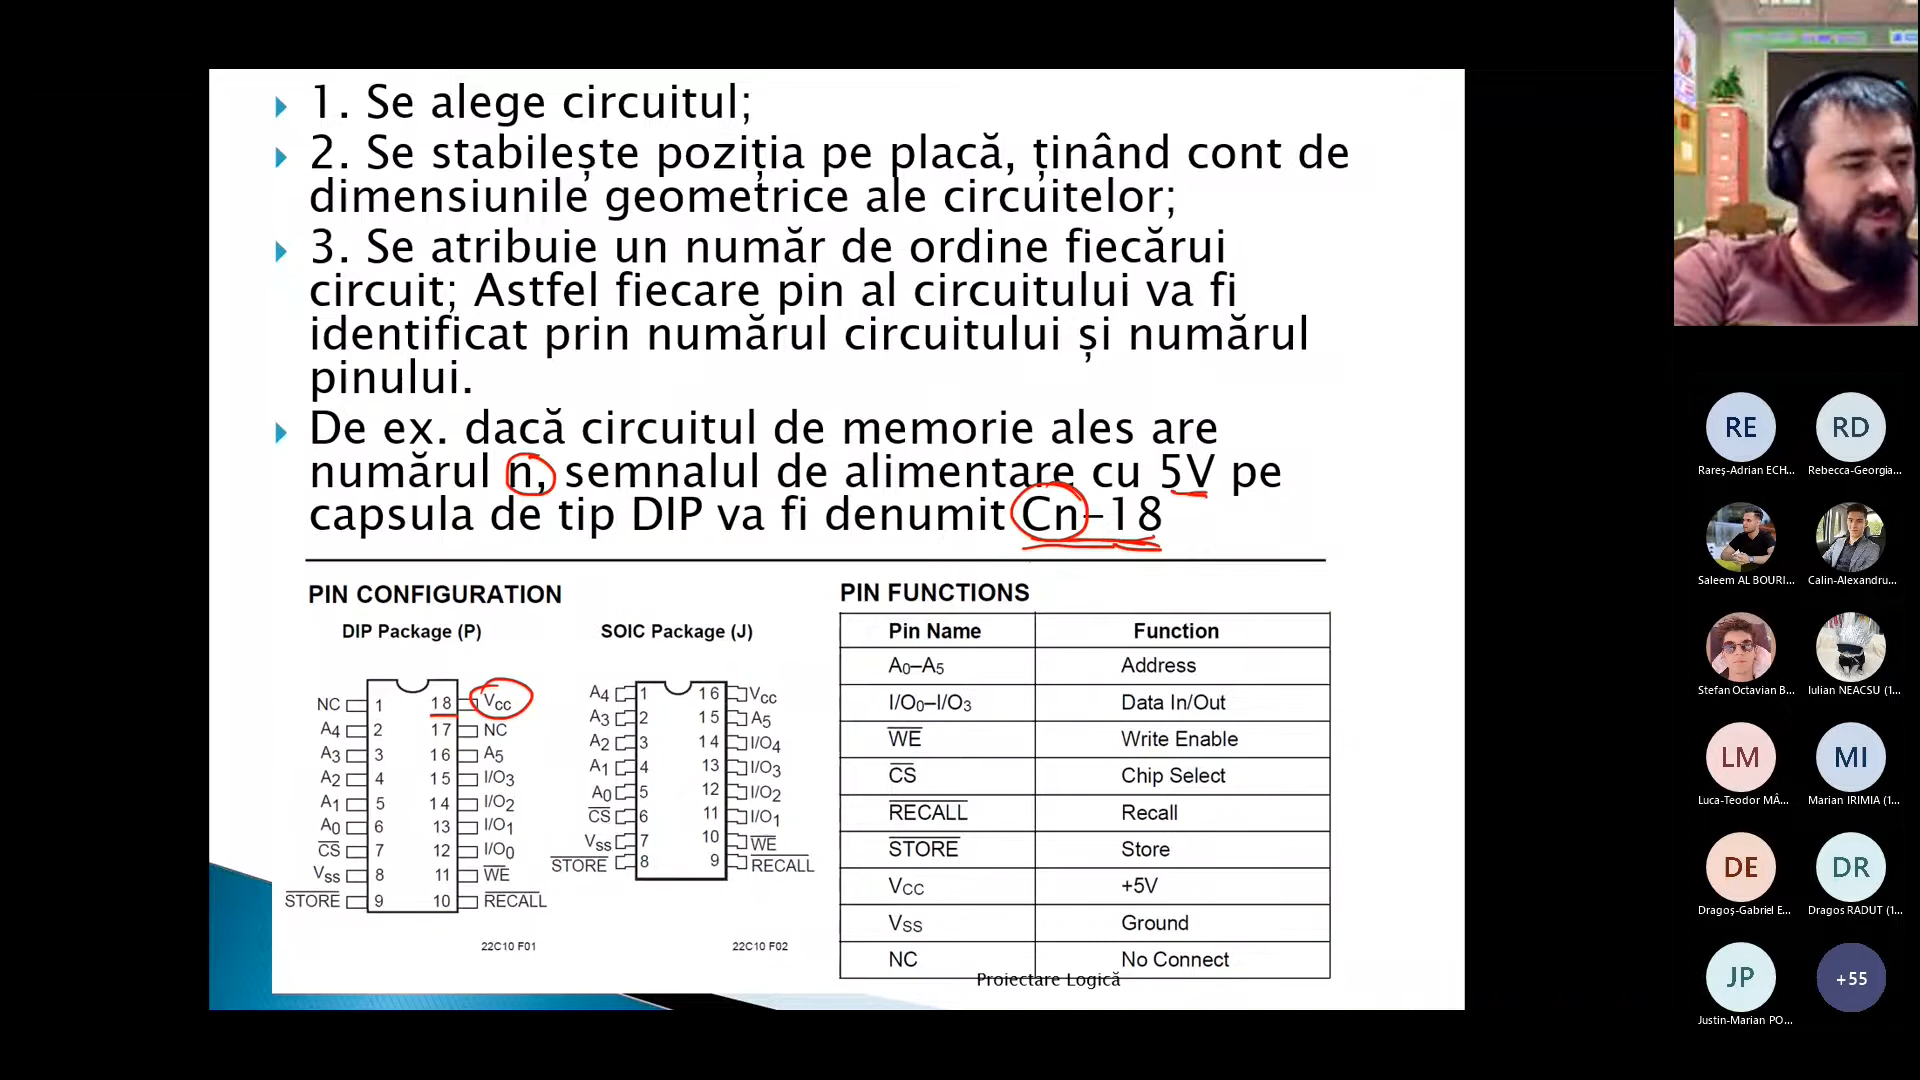 1. Se alege circuitul;
2. Se stabilește poziția pe placă, ținând cont de
dimensiunile geometrice ale circuitelor;
3. Se atribuie un număr de ordine fiecărui
circuit; Astfel fiecare pin al circuitului va fi
identificat prin numărul circuitului și numărul
pinului.
De ex. dacă circuitul de memorie ales are
numărul n, semnalul de alimentare cu 5V pe
capsula de tip DIP va fi denumit Cn-18
PIN CONFIGURATION
DIP Package (P)
NC 1 18 VCC
A4 2 17 NC
A3 3 16 A5
A2 4 15 I/O3
A1 5 14 I/O2
A0 6 13 I/O1
CS 7 12 I/O0
VSS 8 11 WE
STORE 9 10 RECALL
22C10 F01
SOIC Package (J)
A4 1 16 VCC
A3 2 15 A5
A2 3 14 I/O4
A1 4 13 I/O3
A0 5 12 I/O2
CS 6 11 I/O1
VSS 7 10 WE
STORE 8 9 RECALL
22C10 F02
PIN FUNCTIONS
Pin Name Function
A0–A5 Address
I/O0–I/O3 Data In/Out
WE Write Enable
CS Chip Select
RECALL Recall
STORE Store
VCC +5V
VSS Ground
NC No Connect
Proiectare Logică
RE RD
Rareș-Adrian ECH... Rebecca-Georgia...
Saleem AL BOURI... Calin-Alexandru...
Stefan Octavian B... Iulian NEACSU (1...
LM MI
Luca-Teodor MÂ... Marian IRIMIA (1...
DE DR
Dragoș-Gabriel E... Dragos RADUT (1...
JP +55
Justin-Marian PO...